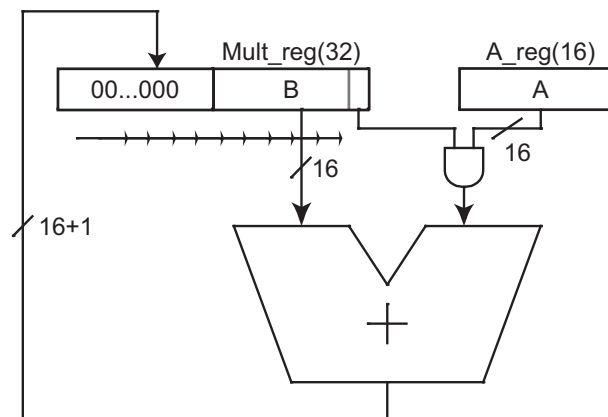 Mult_reg(32)
A_reg(16)
00...000
B
A
16
16
16+1
+